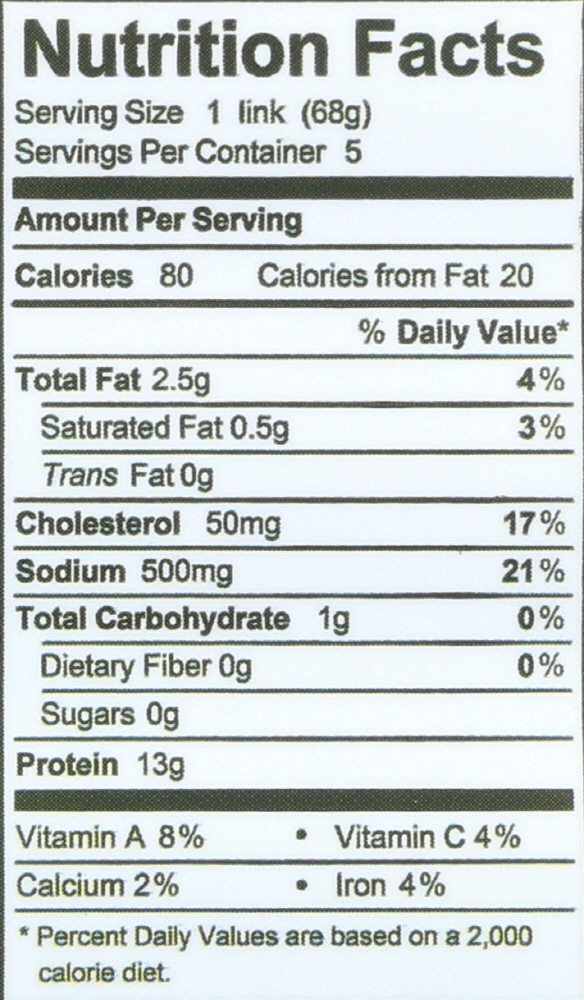 Nutrition Facts
Serving Size 1 link (68g)
Servings Per Container 5
Amount Per Serving
Calories 80 Calories from Fat 20
% Daily Value*
Total Fat 2.5g 4%
Saturated Fat 0.5g 3%
Trans Fat 0g
Cholesterol 50mg 17%
Sodium 500mg 21%
Total Carbohydrate 1g 0%
Dietary Fiber 0g 0%
Sugars 0g
Protein 13g
Vitamin A 8% • Vitamin C 4%
Calcium 2% • Iron 4%
* Percent Daily Values are based on a 2,000
calorie diet.